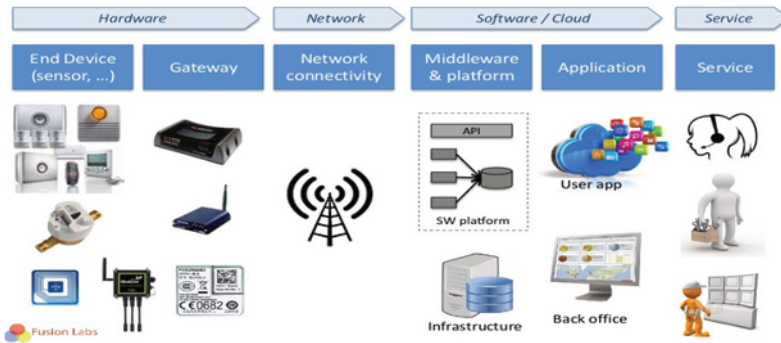 Hardware
Network
Software / Cloud
Service
End Device
(sensor, ...)
Gateway
Network
connectivity
Middleware
& platform
Application
Service
API
SW platform
User app
Infrastructure
Back office
CE0682
Fusion Labs